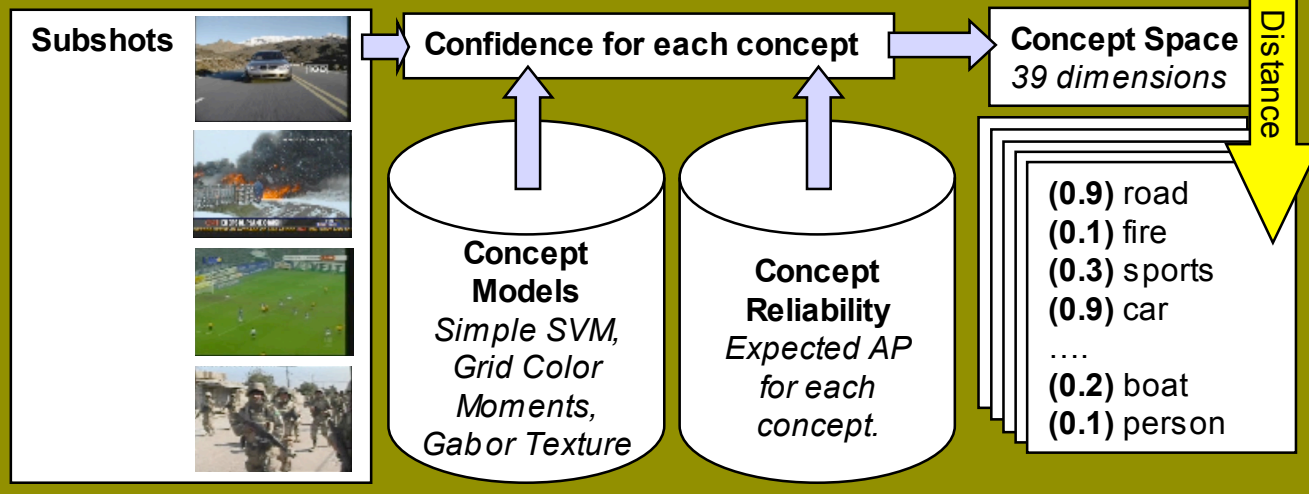 Subshots
Confidence for each concept
Concept Space
39 dimensions
Distance
Concept
Models
Simple SVM,
Grid Color
Moments,
Gabor Texture
Concept
Reliability
Expected AP
for each
concept.
(0.9) road
(0.1) fire
(0.3) sports
(0.9) car
....
(0.2) boat
(0.1) person